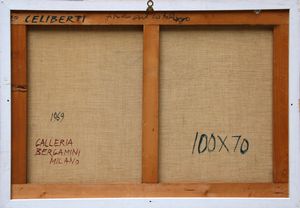 CELIBERTI
1969
GALLERIA
BERGAMINI
MILANO
100X70